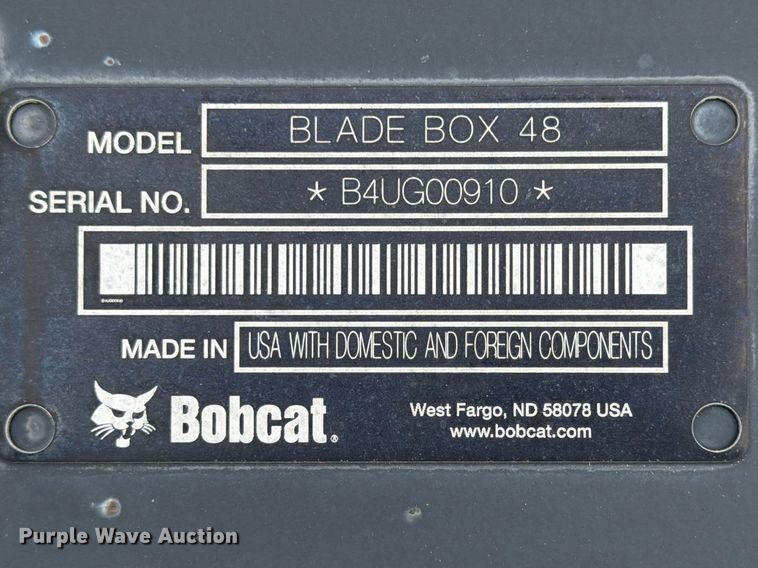 MODEL BLADE BOX 48
SERIAL NO. * B4UG00910 *
MADE IN USA WITH DOMESTIC AND FOREIGN COMPONENTS
Bobcat®
West Fargo, ND 58078 USA
www.bobcat.com
Purple Wave Auction